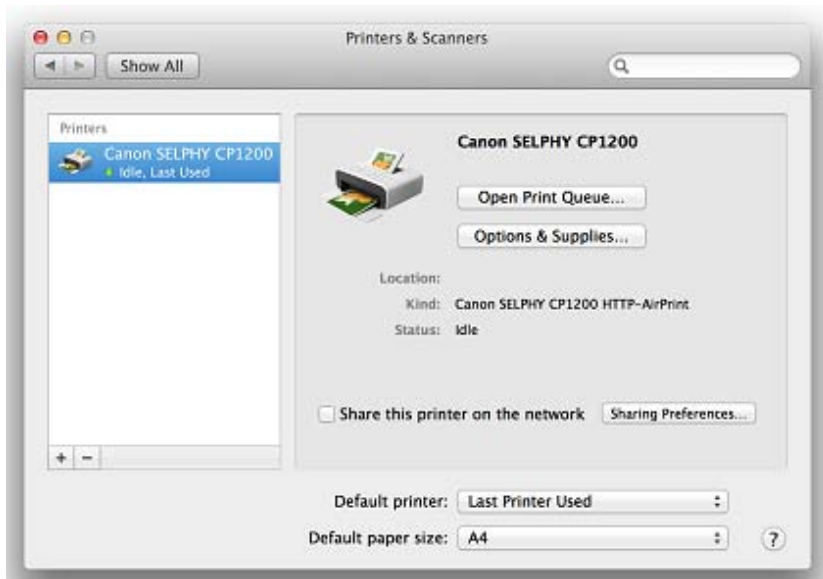 Printers & Scanners
Show All
Printers
Canon SELPHY CP1200
Idle, Last Used
Canon SELPHY CP1200
Open Print Queue...
Options & Supplies...
Location:
Kind: Canon SELPHY CP1200 HTTP-AirPrint
Status: Idle
Share this printer on the network Sharing Preferences...
+ −
Default printer: Last Printer Used
Default paper size: A4 ?